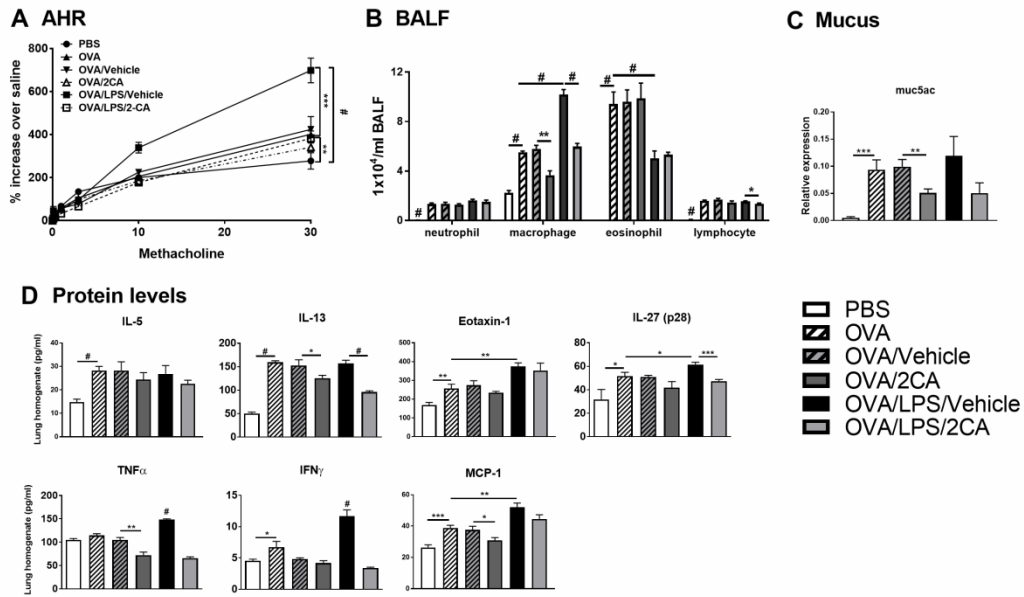 A AHR
% increase over saline
800
600
400
200
0
0
10
20
30
Methacholine
PBS
OVA
OVA/Vehicle
OVA/2CA
OVA/LPS/Vehicle
OVA/LPS/2-CA
***
**
#
B BALF
1x10⁴/ml BALF
12
8
4
0
#
#
**
#
#
#
#
#
*
neutrophil
macrophage
eosinophil
lymphocyte
C Mucus
muc5ac
Relative expression
0.20
0.15
0.10
0.05
0.00
***
**
D Protein levels
IL-5
Lung homogenate (pg/ml)
40
30
20
10
0
#
IL-13
200
150
100
50
0
#
*
#
Eotaxin-1
500
400
300
200
100
0
**
**
IL-27 (p28)
80
60
40
20
0
*
*
***
TNFα
Lung homogenate (pg/ml)
200
150
100
50
0
**
#
IFNγ
15
10
5
0
*
#
MCP-1
60
40
20
0
***
*
**
PBS
OVA
OVA/Vehicle
OVA/2CA
OVA/LPS/Vehicle
OVA/LPS/2CA